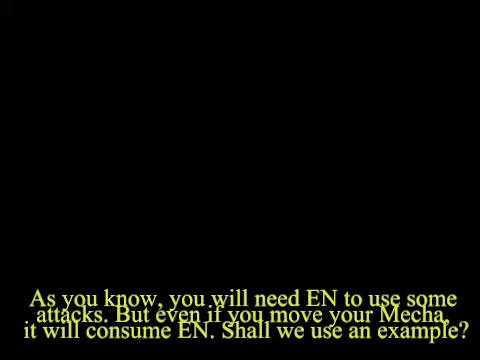 As you know, you will need EN to use some
attacks. But even if you move your Mecha,
it will consume EN. Shall we use an example?